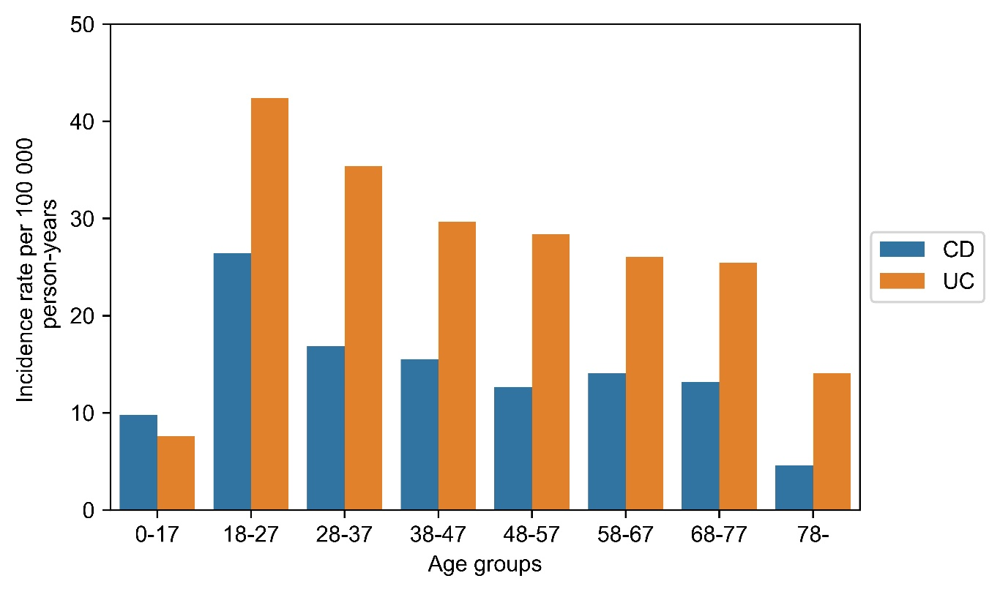 50
40
30
20
10
0
Incidence rate per 100 000
person-years
0-17 18-27 28-37 38-47 48-57 58-67 68-77 78-
Age groups
CD
UC